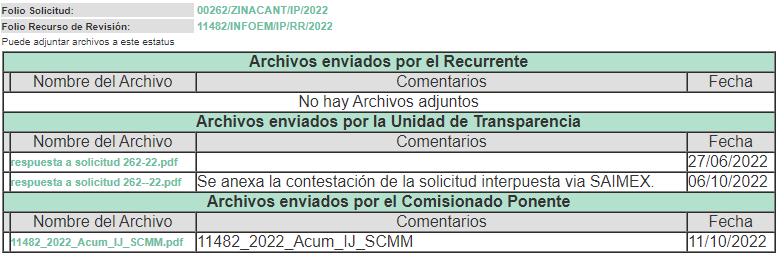 Folio Solicitud: 00262/ZINACANT/IP/2022
Folio Recurso de Revisión: 11482/INFOEM/IP/RR/2022
Puede adjuntar archivos a este estatus
Archivos enviados por el Recurrente
Nombre del Archivo Comentarios Fecha
No hay Archivos adjuntos
Archivos enviados por la Unidad de Transparencia
Nombre del Archivo Comentarios Fecha
respuesta a solicitud 262-22.pdf 27/06/2022
respuesta a solicitud 262--22.pdf Se anexa la contestación de la solicitud interpuesta via SAIMEX. 06/10/2022
Archivos enviados por el Comisionado Ponente
Nombre del Archivo Comentarios Fecha
11482_2022_Acum_IJ_SCMM.pdf 11482_2022_Acum_IJ_SCMM 11/10/2022